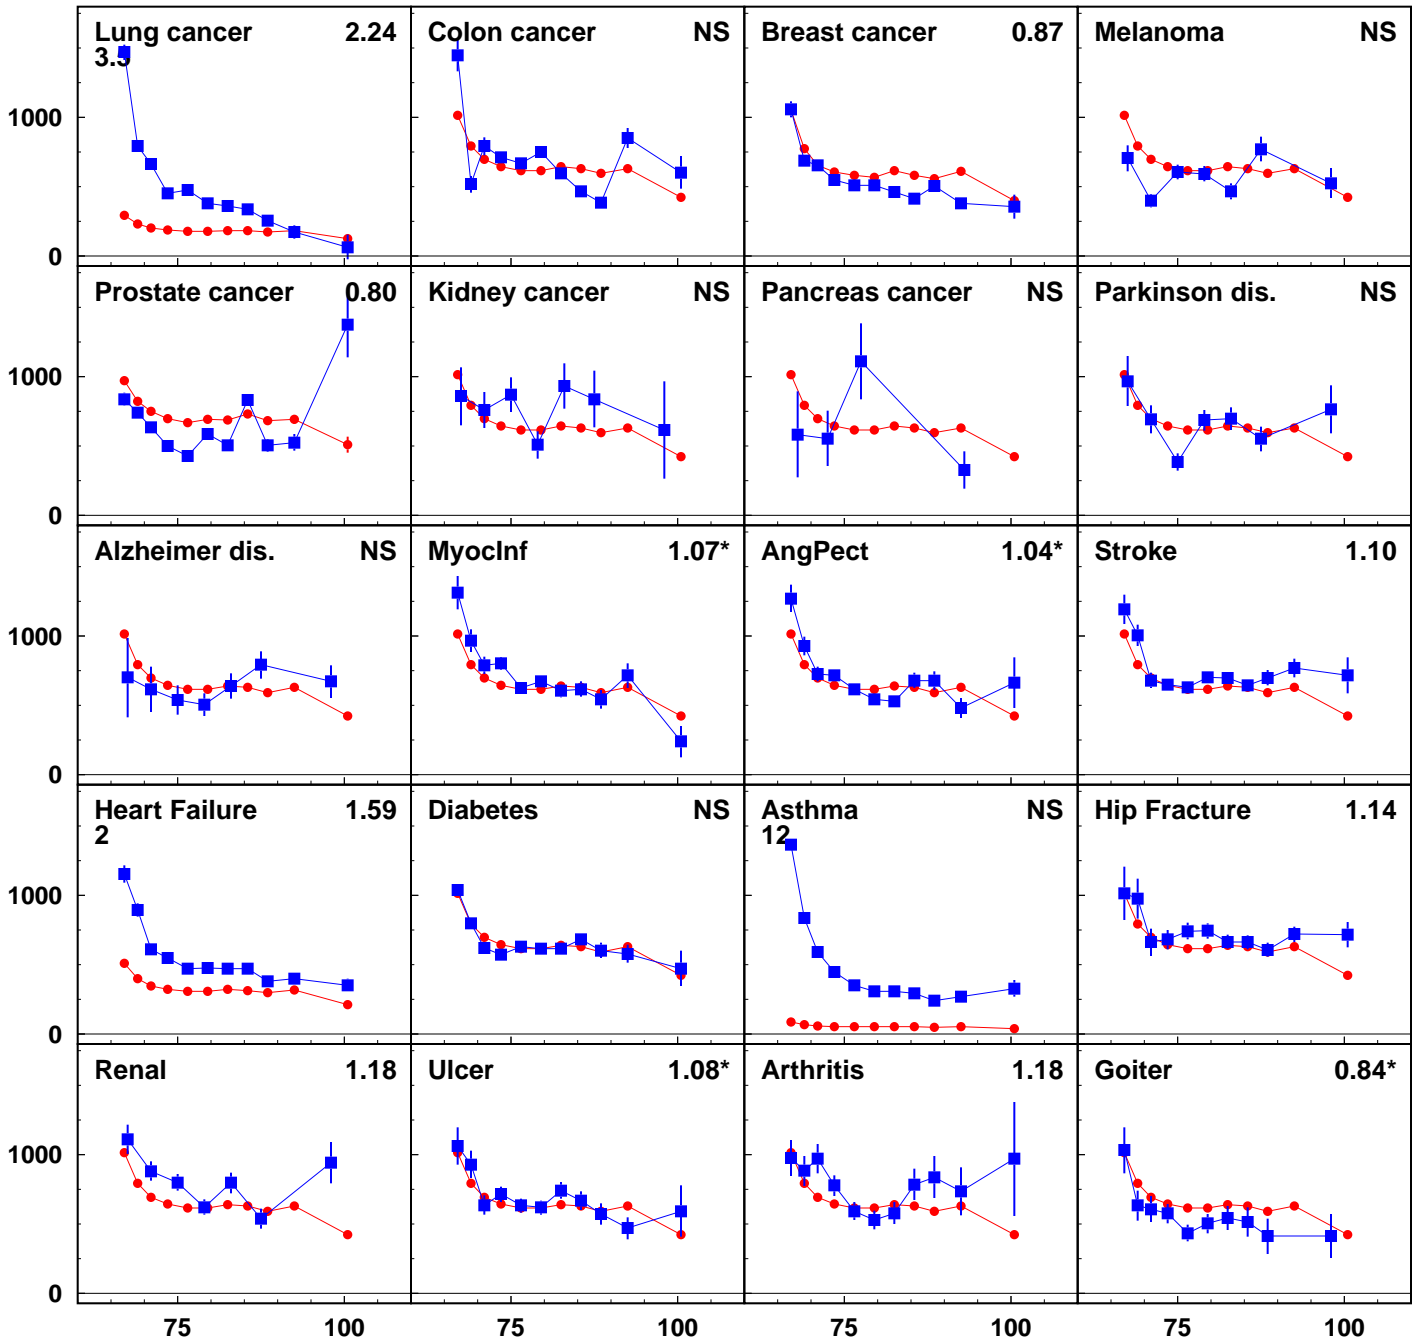 Lung cancer 2.24
3.5
Colon cancer NS
Breast cancer 0.87
Melanoma NS
1000
0
Prostate cancer 0.80
Kidney cancer NS
Pancreas cancer NS
Parkinson dis. NS
1000
0
Alzheimer dis. NS
MyocInf 1.07*
AngPect 1.04*
Stroke 1.10
1000
0
Heart Failure 1.59
2
Diabetes NS
Asthma NS
12
Hip Fracture 1.14
1000
0
Renal 1.18
Ulcer 1.08*
Arthritis 1.18
Goiter 0.84*
1000
0
75 100 75 100 75 100 75 100